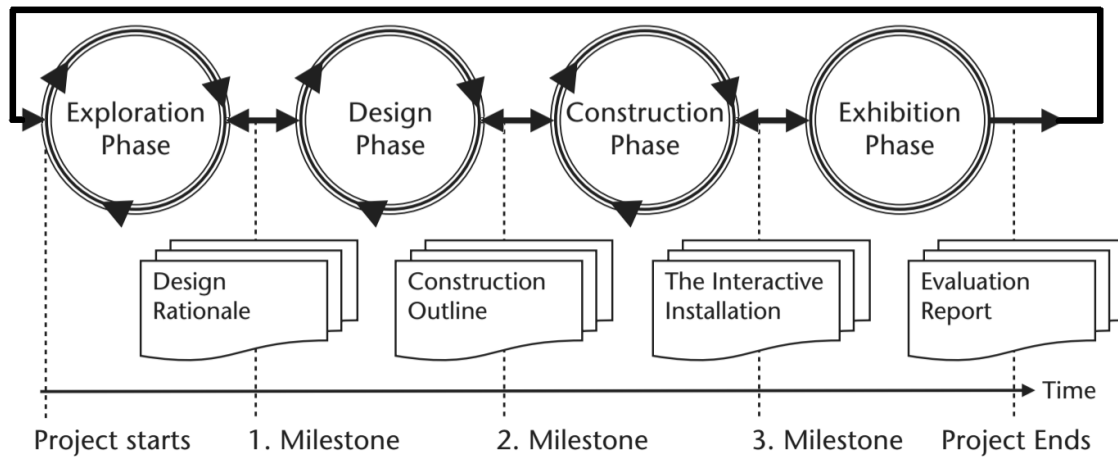 Exploration
Phase
Design
Phase
Construction
Phase
Exhibition
Phase
Design
Rationale
Construction
Outline
The Interactive
Installation
Evaluation
Report
Time
Project starts
1. Milestone
2. Milestone
3. Milestone
Project Ends